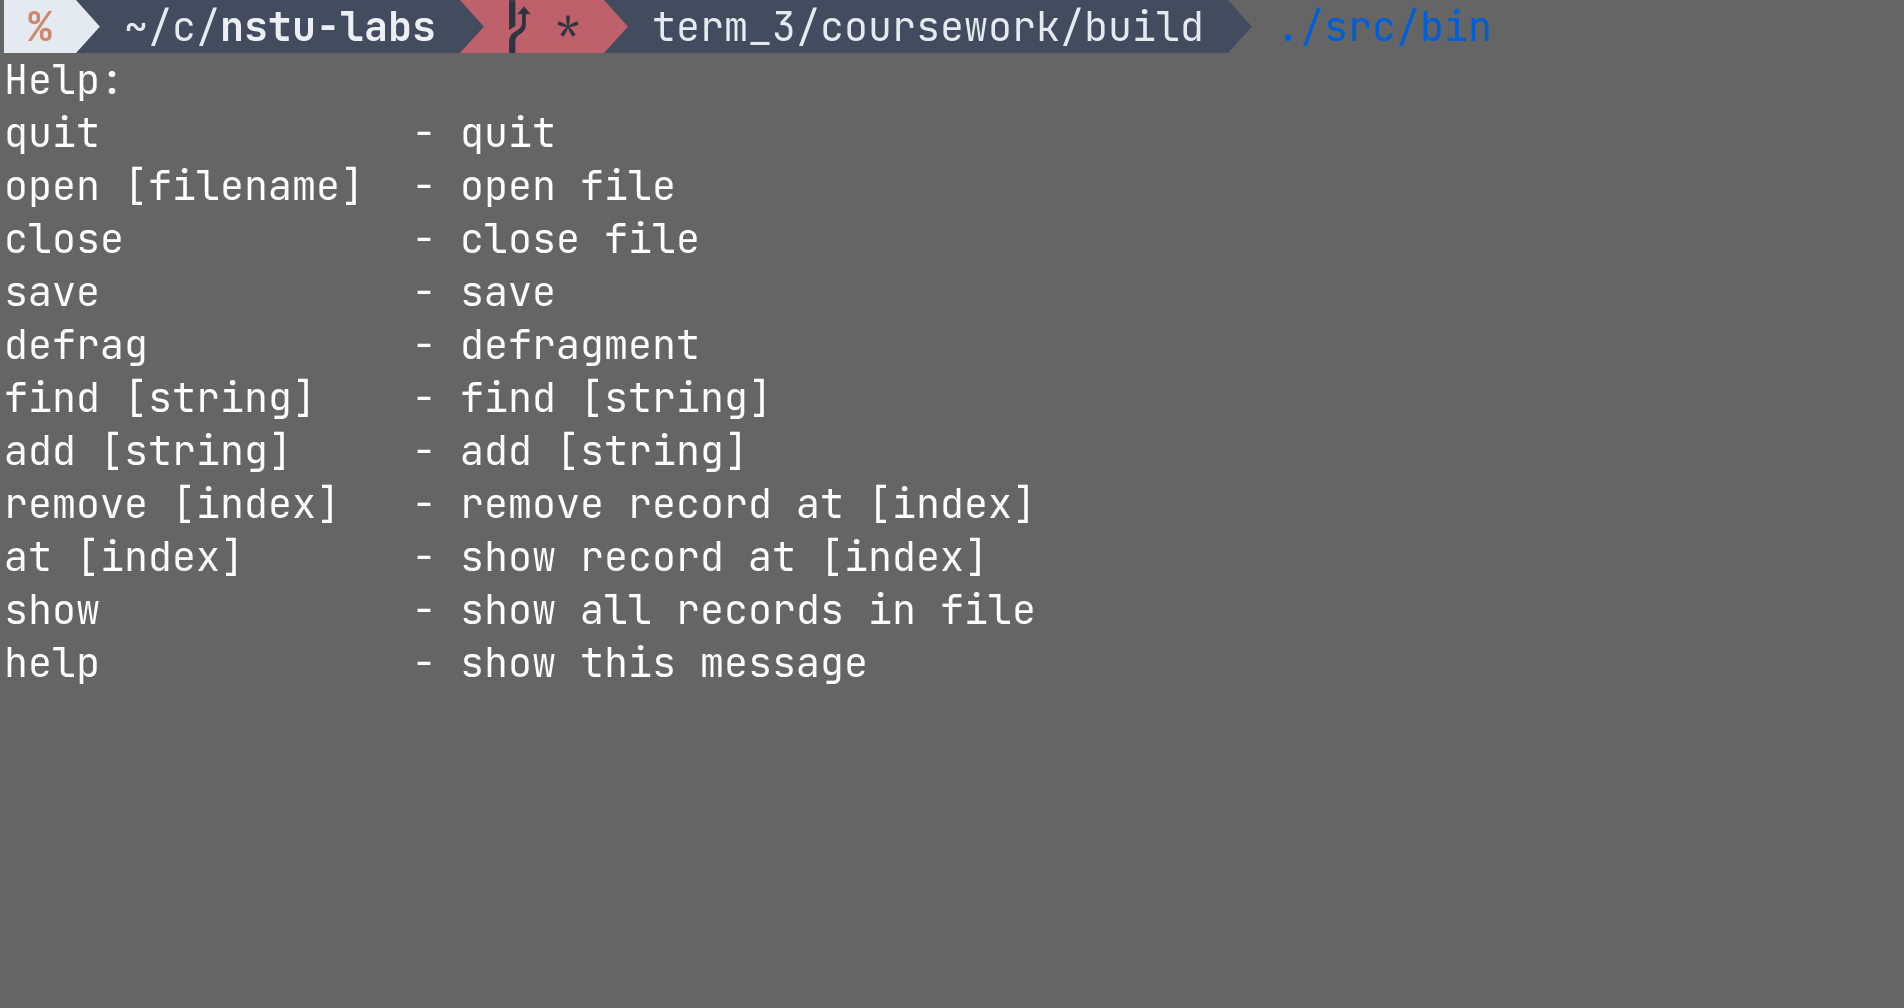 % ~/c/nstu-labs * term_3/coursework/build ./src/bin
Help:
quit - quit
open [filename] - open file
close - close file
save - save
defrag - defragment
find [string] - find [string]
add [string] - add [string]
remove [index] - remove record at [index]
at [index] - show record at [index]
show - show all records in file
help - show this message